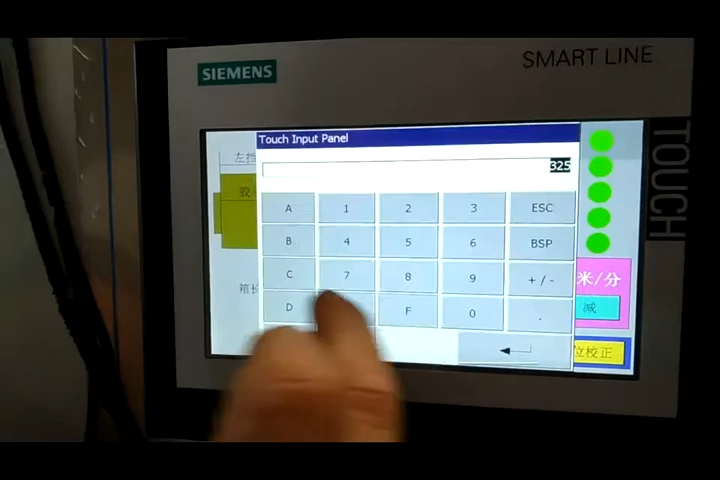 SIEMENS
SMART LINE
TOUCH
Touch Input Panel
左挡
325
胶
A 1 2 3 ESC
B 4 5 6 BSP
C 7 8 9 +/-
箱长
米/分
D F 0 .
减
位校正